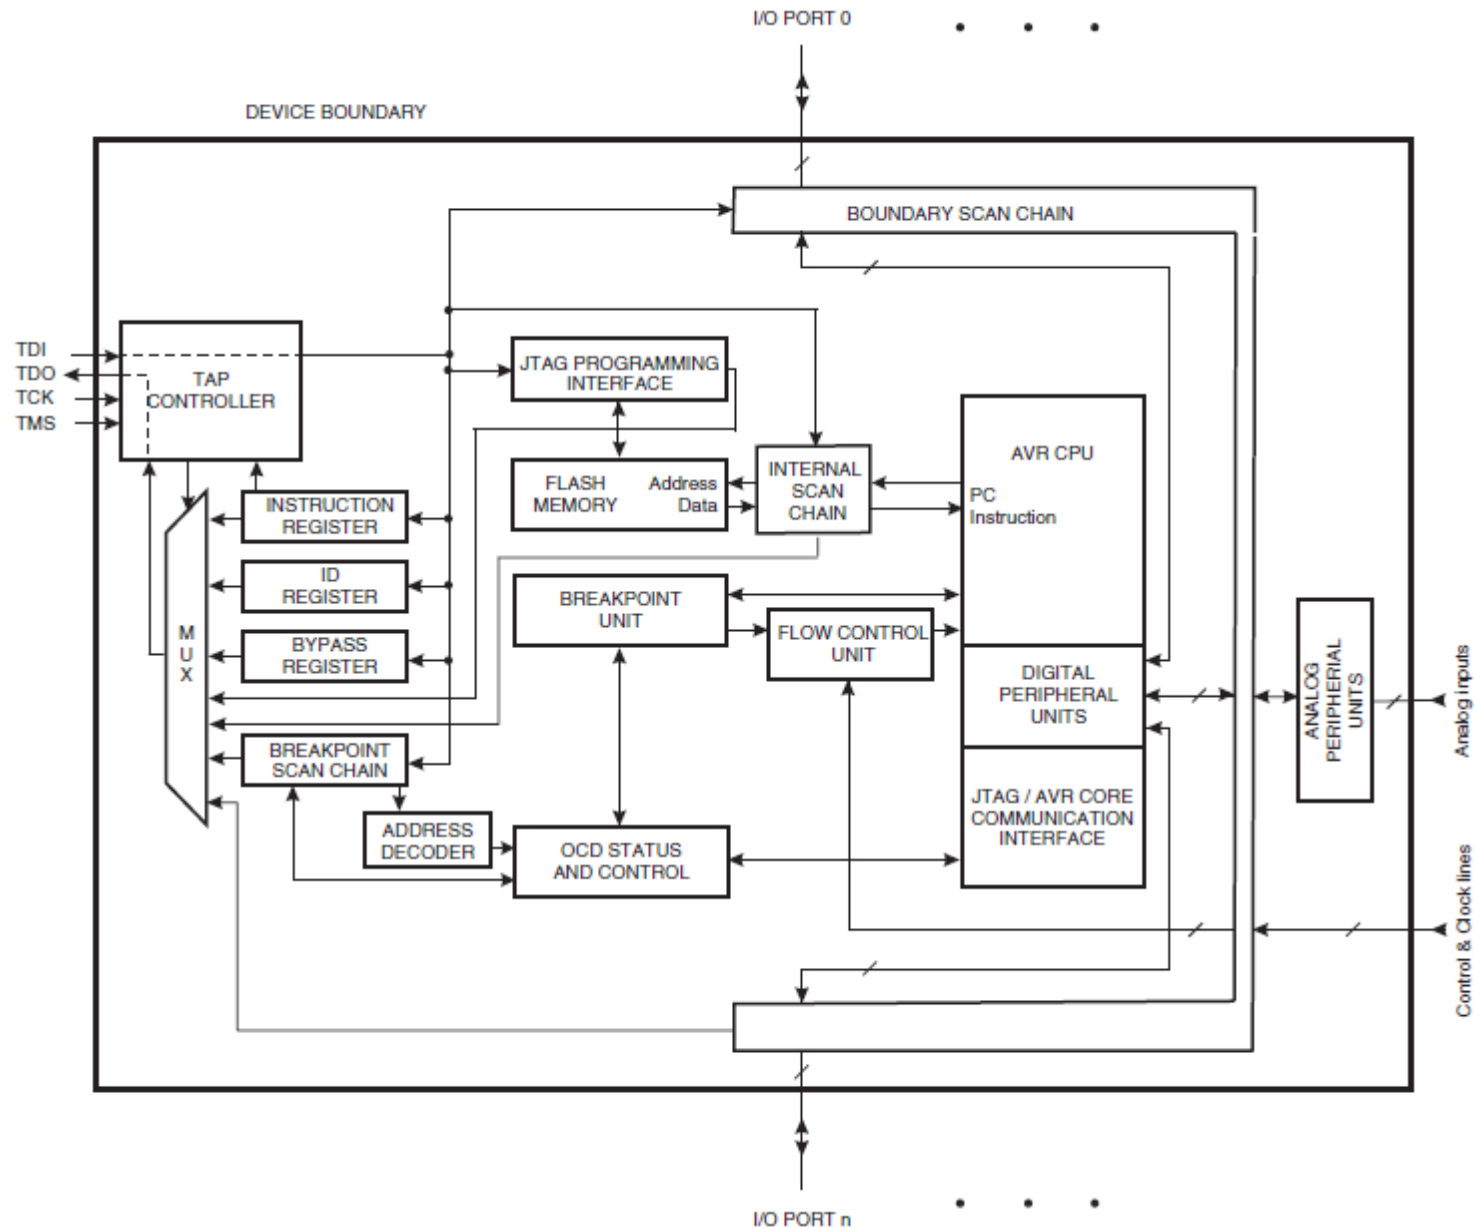 I/O PORT 0
DEVICE BOUNDARY
BOUNDARY SCAN CHAIN
TDI
TDO
TCK
TMS
TAP
CONTROLLER
JTAG PROGRAMMING
INTERFACE
AVR CPU
INTERNAL
SCAN
CHAIN
FLASH
MEMORY
Address
Data
PC
Instruction
INSTRUCTION
REGISTER
ID
REGISTER
BREAKPOINT
UNIT
FLOW CONTROL
UNIT
BYPASS
REGISTER
M
U
X
DIGITAL
PERIPHERAL
UNITS
ANALOG
PERIPHERIAL
UNITS
Analog inputs
BREAKPOINT
SCAN CHAIN
JTAG / AVR CORE
COMMUNICATION
INTERFACE
ADDRESS
DECODER
OCD STATUS
AND CONTROL
Control & Clock lines
I/O PORT n